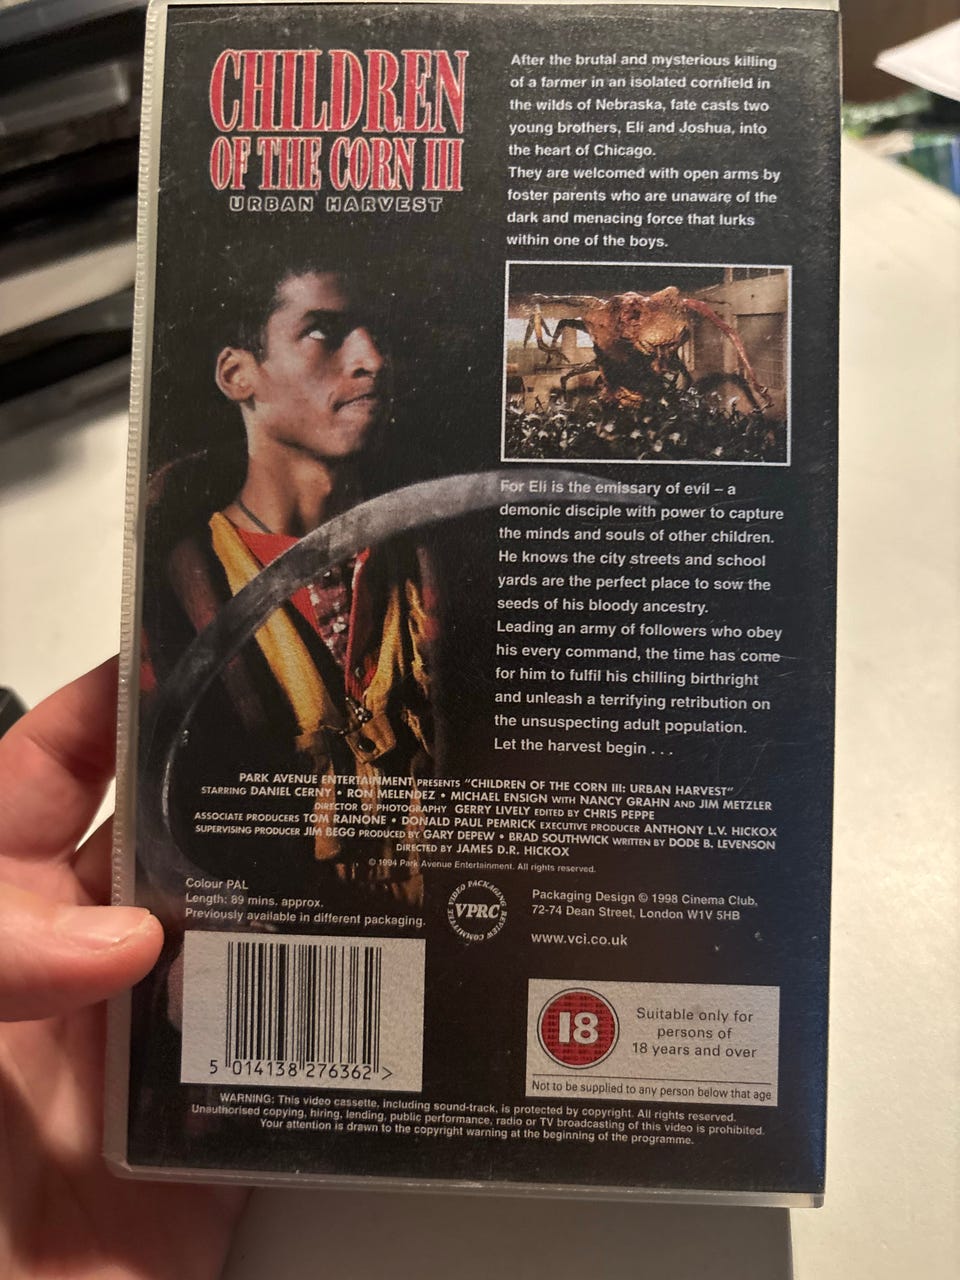 CHILDREN
OF THE CORN III
URBAN HARVEST
After the brutal and mysterious killing
of a farmer in an isolated cornfield in
the wilds of Nebraska, fate casts two
young brothers, Eli and Joshua, into
the heart of Chicago.
They are welcomed with open arms by
foster parents who are unaware of the
dark and menacing force that lurks
within one of the boys.
For Eli is the emissary of evil – a
demonic disciple with power to capture
the minds and souls of other children.
He knows the city streets and school
yards are the perfect place to sow the
seeds of his bloody ancestry.
Leading an army of followers who obey
his every command, the time has come
for him to fulfil his chilling birthright
and unleash a terrifying retribution on
the unsuspecting adult population.
Let the harvest begin . . .
PARK AVENUE ENTERTAINMENT PRESENTS "CHILDREN OF THE CORN III: URBAN HARVEST"
STARRING DANIEL CERNY • RON MELENDEZ • MICHAEL ENSIGN WITH NANCY GRAHN AND JIM METZLER
DIRECTOR OF PHOTOGRAPHY GERRY LIVELY EDITED BY CHRIS PEPPE
ASSOCIATE PRODUCERS TOM RAINONE • DONALD PAUL PEMRICK EXECUTIVE PRODUCER ANTHONY L.V. HICKOX
SUPERVISING PRODUCER JIM BEGG PRODUCED BY GARY DEPEW • BRAD SOUTHWICK WRITTEN BY DODE B. LEVENSON
DIRECTED BY JAMES D.R. HICKOX
© 1994 Park Avenue Entertainment. All rights reserved.
Colour PAL
Length: 89 mins. approx.
Previously available in different packaging.
VIDEO PACKAGING REVIEW COMMITTEE
VPRC
Packaging Design © 1998 Cinema Club,
72-74 Dean Street, London W1V 5HB
www.vci.co.uk
5 014138 276362 >
18
Suitable only for
persons of
18 years and over
Not to be supplied to any person below that age
WARNING: This video cassette, including sound-track, is protected by copyright. All rights reserved.
Unauthorised copying, hiring, lending, public performance, radio or TV broadcasting of this video is prohibited.
Your attention is drawn to the copyright warning at the beginning of the programme.